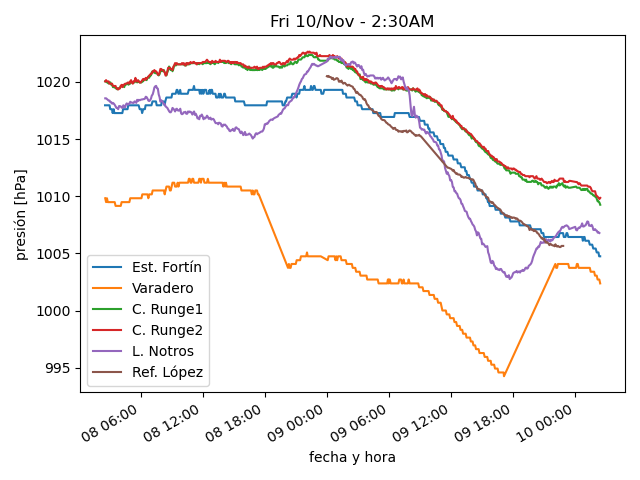 Fri 10/Nov - 2:30AM
presión [hPa]
1020
1015
1010
1005
1000
995
Est. Fortín
Varadero
C. Runge1
C. Runge2
L. Notros
Ref. López
08 06:00
08 12:00
08 18:00
09 00:00
09 06:00
09 12:00
09 18:00
10 00:00
fecha y hora